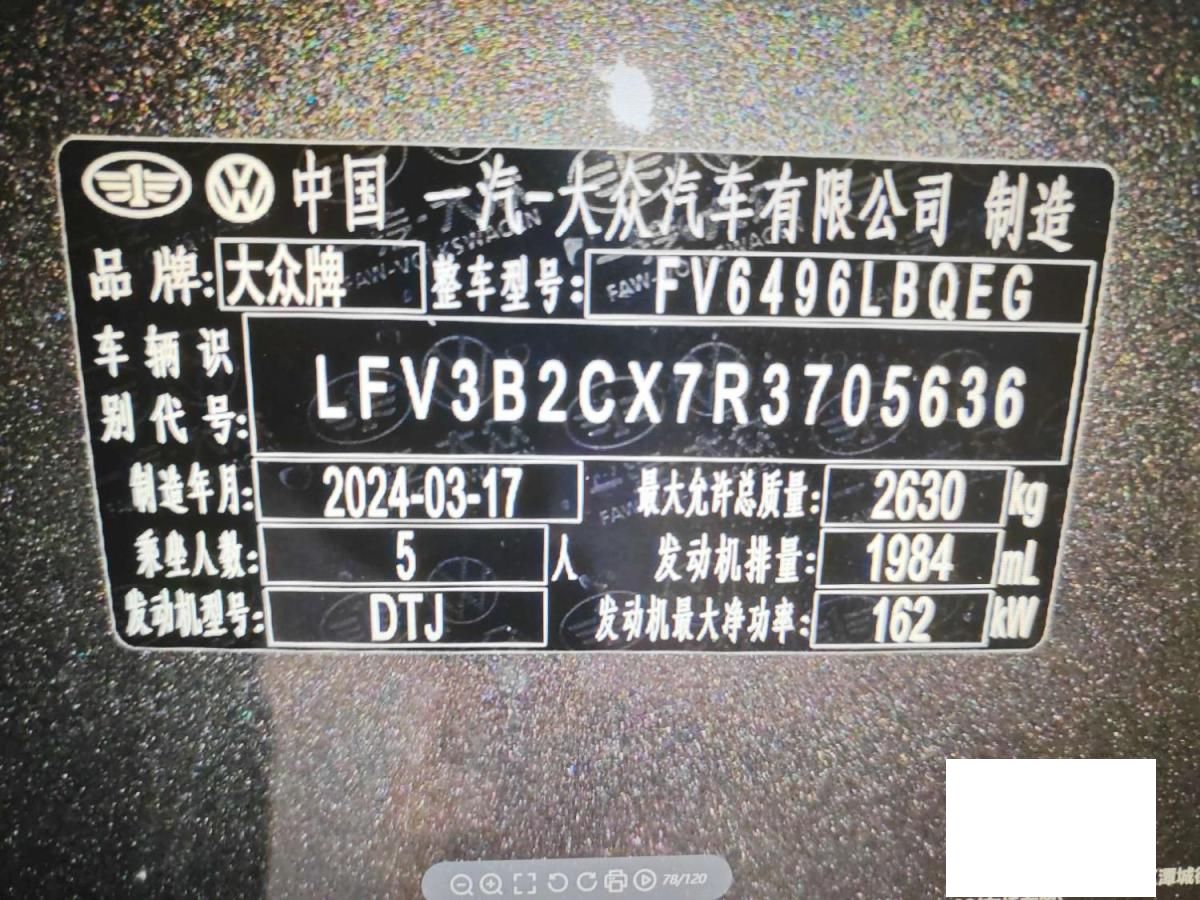 中国 一汽-大众汽车有限公司 制造
品牌: 大众牌 整车型号: FV6496LBQEG
车辆识别代号: LFV3B2CX7R3705636
制造年月: 2024-03-17 最大允许总质量: 2630 kg
乘坐人数: 5 人 发动机排量: 1984 mL
发动机型号: DTJ 发动机最大净功率: 162 kW
78/120